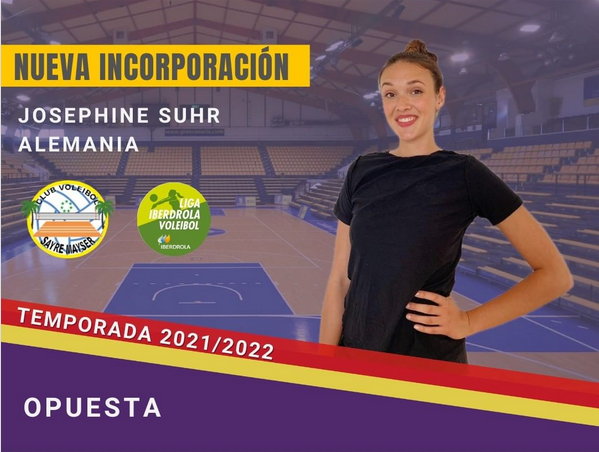 NUEVA INCORPORACIÓN
JOSEPHINE SUHR
ALEMANIA
CLUB VOLEIBOL
SAYRE MAYSER
LIGA
IBERDROLA
VOLEIBOL
IBERDROLA
TEMPORADA 2021/2022
OPUESTA